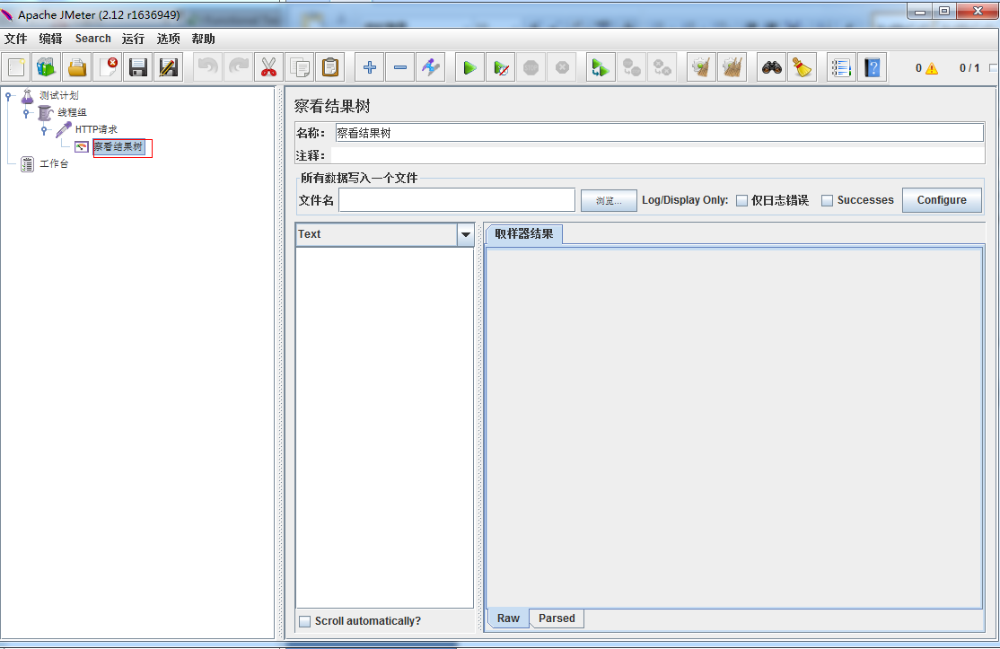 Apache JMeter (2.12 r1636949)
文件 编辑 Search 运行 选项 帮助
0 0 / 1
测试计划
线程组
HTTP请求
察看结果树
工作台
察看结果树
名称： 察看结果树
注释：
所有数据写入一个文件
文件名 浏览... Log/Display Only: 仅日志错误 Successes Configure
Text
取样器结果
Scroll automatically?
Raw Parsed